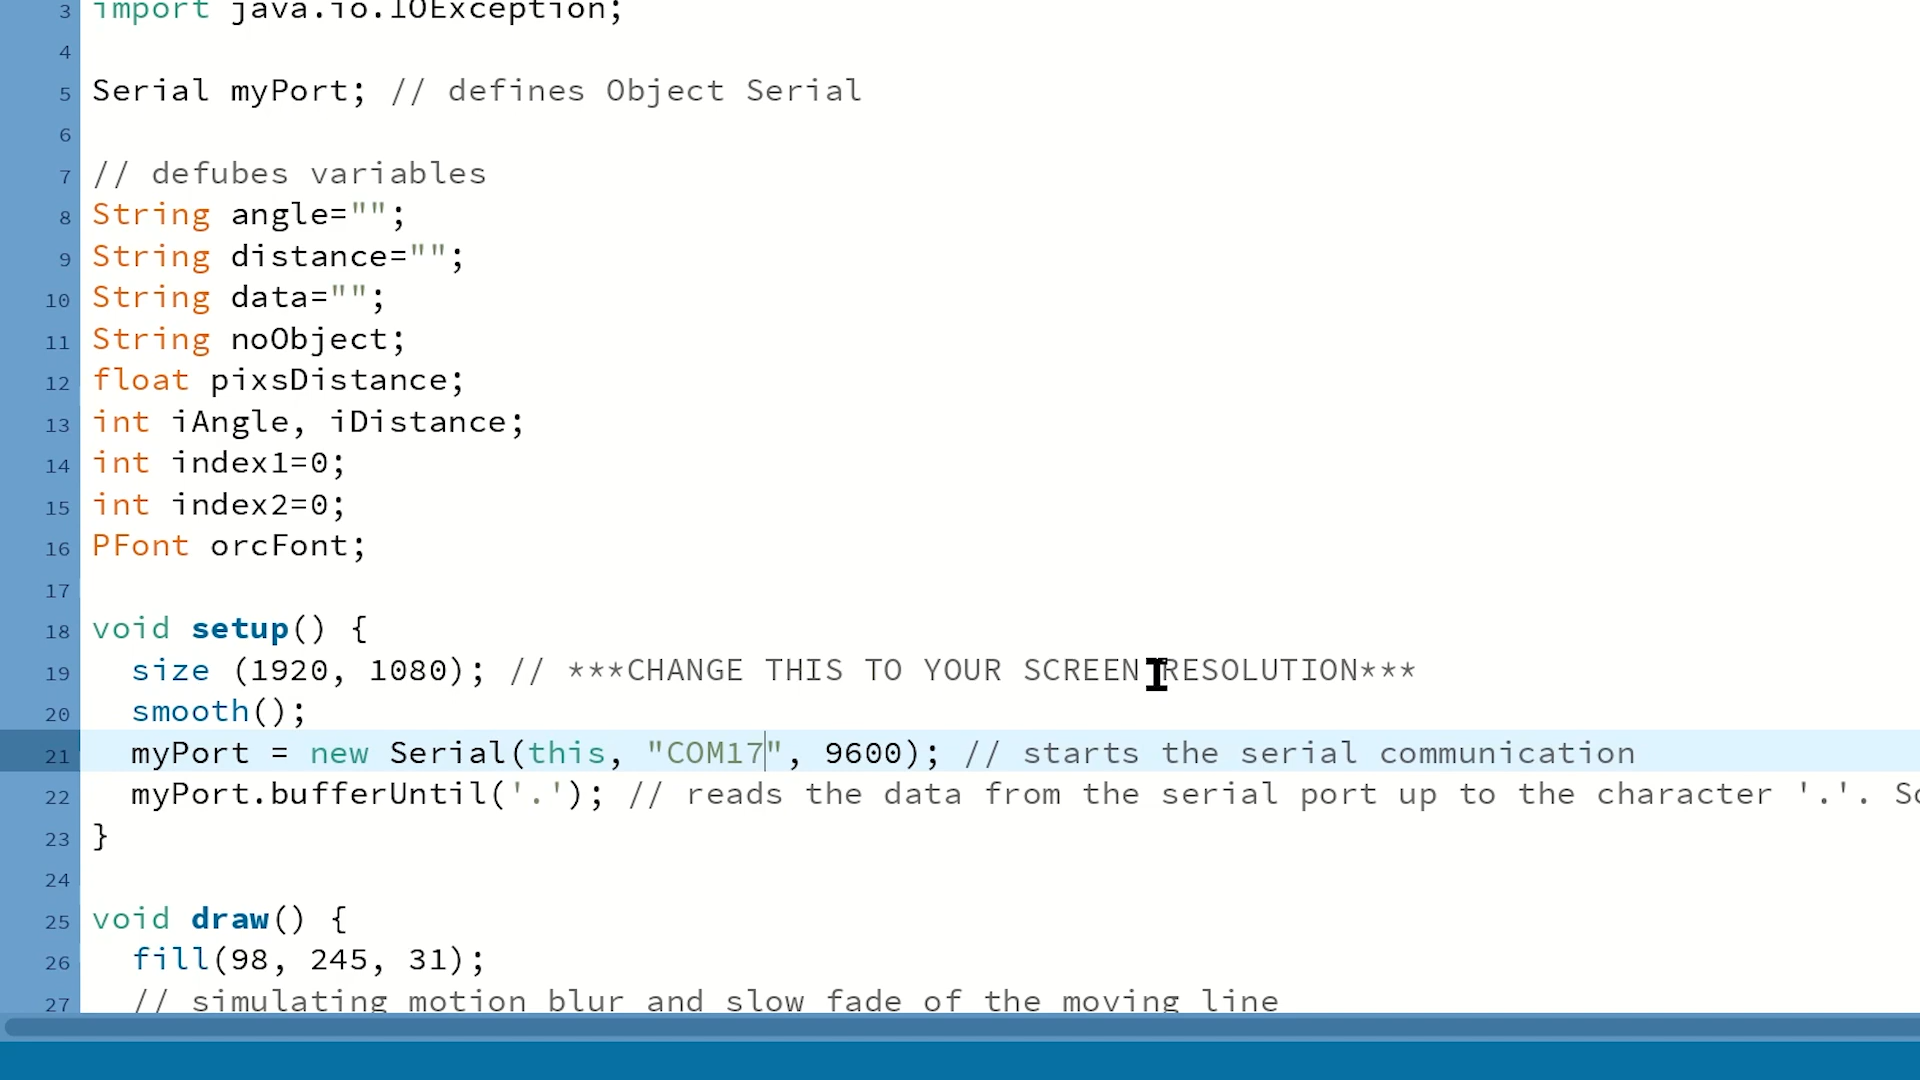 3 import java.io.IOException;
4
5 Serial myPort; // defines Object Serial
6
7 // defubes variables
8 String angle="";
9 String distance="";
10 String data="";
11 String noObject;
12 float pixsDistance;
13 int iAngle, iDistance;
14 int index1=0;
15 int index2=0;
16 PFont orcFont;
17
18 void setup() {
19 size (1920, 1080); // ***CHANGE THIS TO YOUR SCREEN RESOLUTION***
20 smooth();
21 myPort = new Serial(this, "COM17", 9600); // starts the serial communication
22 myPort.bufferUntil('.'); // reads the data from the serial port up to the character '.'.
23 }
24
25 void draw() {
26 fill(98, 245, 31);
27 // simulating motion blur and slow fade of the moving line